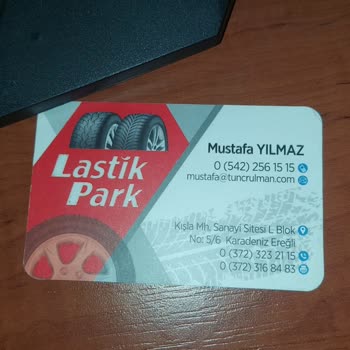 Lastik
Park
Mustafa YILMAZ
0 (542) 256 15 15
mustafa@tuncrulman.com
Kışla Mh. Sanayi Sitesi L Blok
No: 5/6 Karadeniz Ereğli
0 (372) 323 21 15
0 (372) 316 84 83